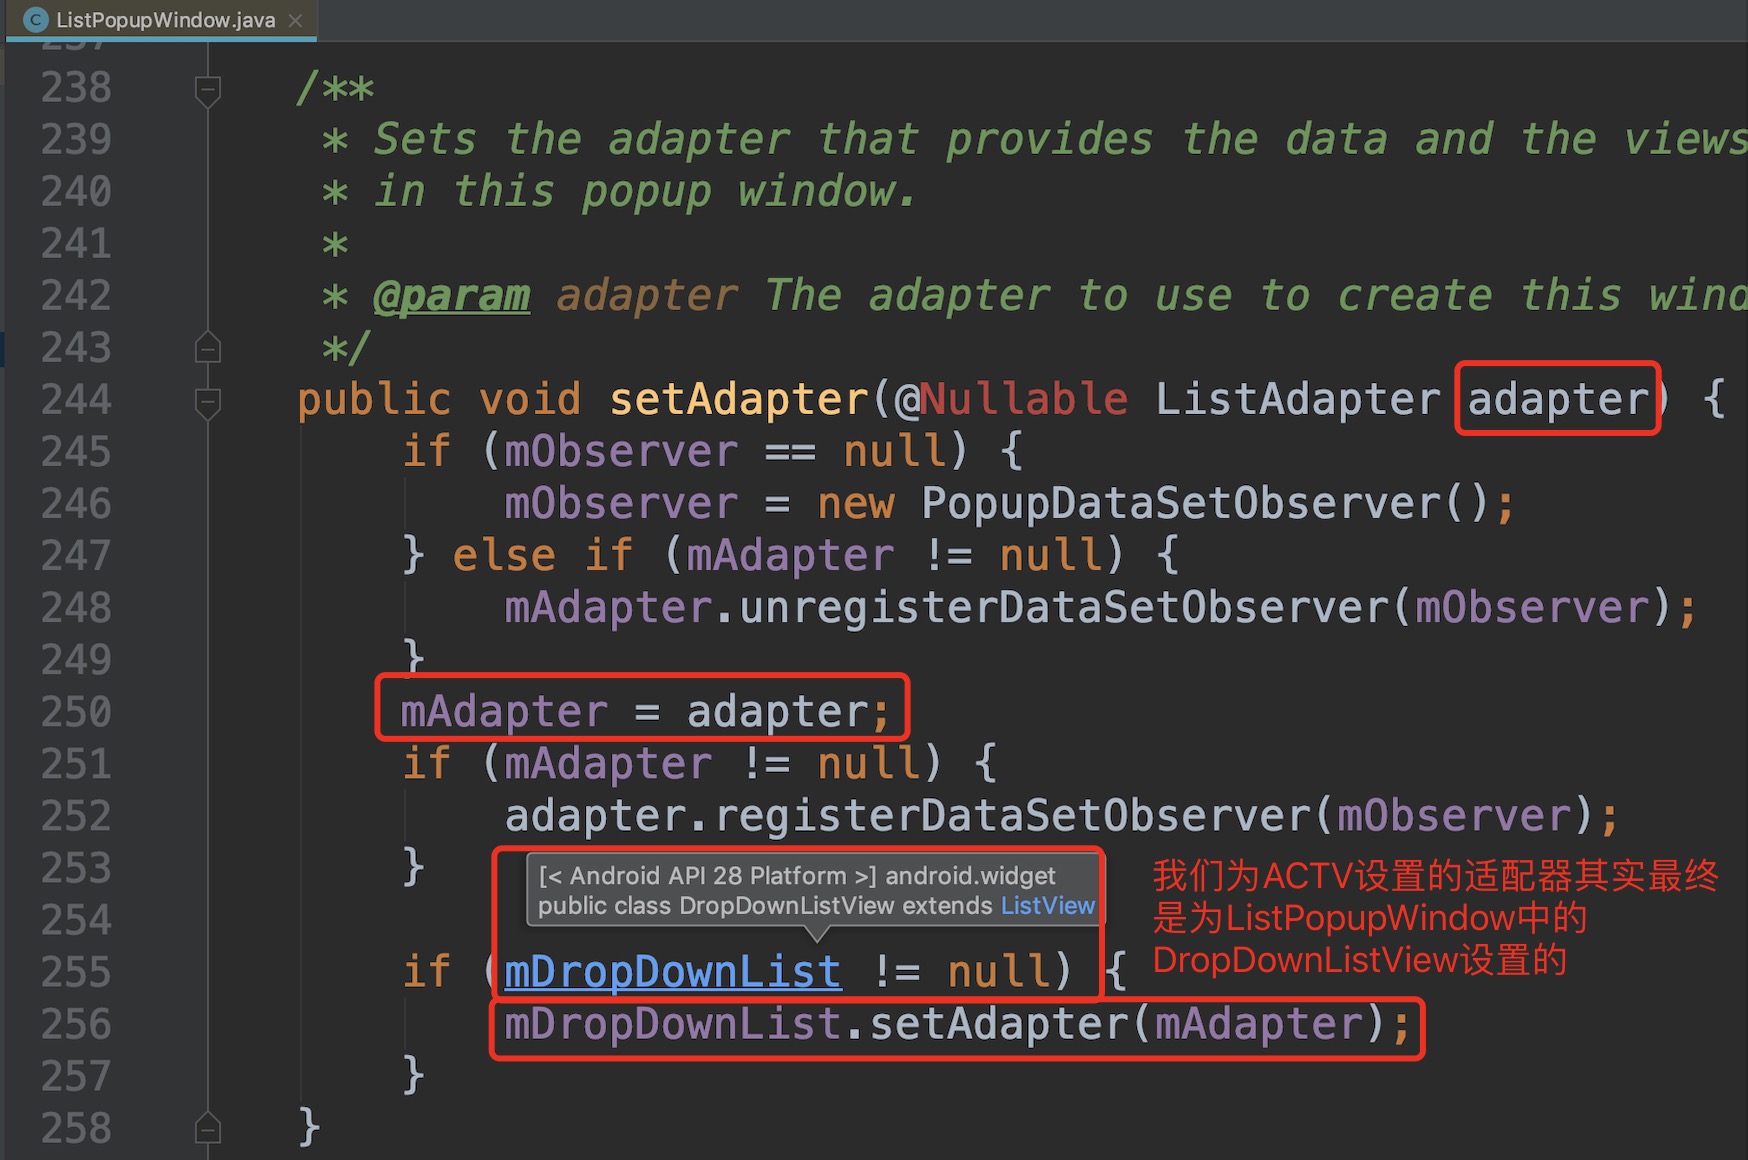 ListPopupWindow.java
237
238 /**
239 * Sets the adapter that provides the data and the views
240 * in this popup window.
241 *
242 * @param adapter The adapter to use to create this wind
243 */
244 public void setAdapter(@Nullable ListAdapter adapter) {
245 if (mObserver == null) {
246 mObserver = new PopupDataSetObserver();
247 } else if (mAdapter != null) {
248 mAdapter.unregisterDataSetObserver(mObserver);
249 }
250 mAdapter = adapter;
251 if (mAdapter != null) {
252 adapter.registerDataSetObserver(mObserver);
253 }
[< Android API 28 Platform >] android.widget
public class DropDownListView extends ListView
我们为ACTV设置的适配器其实最终
是为ListPopupWindow中的
DropDownListView设置的
254
255 if (mDropDownList != null) {
256 mDropDownList.setAdapter(mAdapter);
257 }
258 }